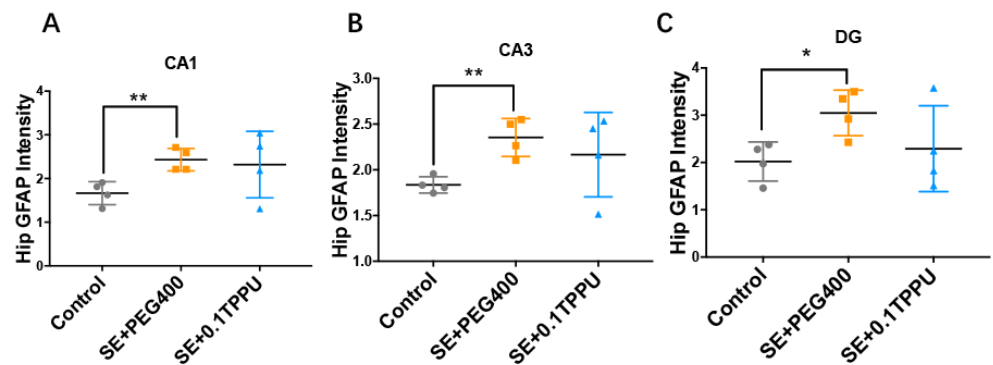 A
CA1
**
Hip GFAP Intensity
4
3
2
1
0
Control
SE+PEG400
SE+0.1TPPU
B
CA3
**
Hip GFAP Intensity
3.0
2.5
2.0
1.5
1.0
Control
SE+PEG400
SE+0.1TPPU
C
DG
*
Hip GFAP Intensity
4
3
2
1
0
Control
SE+PEG400
SE+0.1TPPU